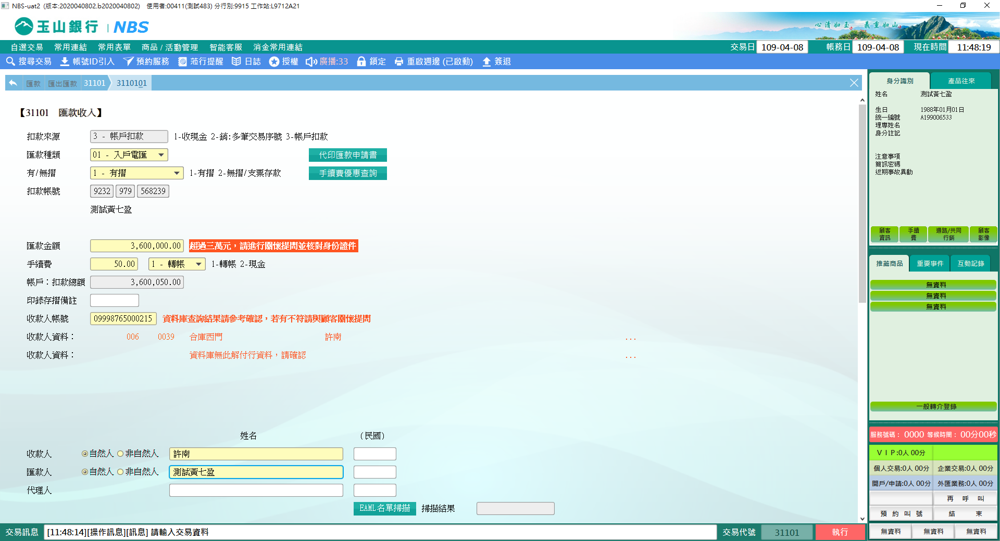 NBS-uat2 (版本:2020040802.b2020040802) 使用者:00411(測試483) 分行別:9915 工作站:L9712A21
玉山銀行 | NBS
心清如玉 義重如山
自選交易 常用連結 常用表單 商品 / 活動管理 智能客服 消金常用連結
交易日 109-04-08 帳務日 109-04-08 現在時間 11:48:19
搜尋交易 帳號ID引入 預約服務 蒞行提醒 日誌 授權 廣播:33 鎖定 重啟週邊 (已啟動) 簽退
匯款 匯出匯款 31101 3110101
【31101 匯款收入】
扣款來源 3 - 帳戶扣款 1-收現金 2-銷:多筆交易序號 3-帳戶扣款
匯款種類 01 - 入戶電匯 代印匯款申請書
有/無摺 1 - 有摺 1-有摺 2-無摺/支票存款 手續費優惠查詢
扣款帳號 9232 979 568239
測試黃七盈
匯款金額 3,600,000.00 超過三萬元，請進行關懷提問並核對身份證件
手續費 50.00 1 - 轉帳 1-轉帳 2-現金
帳戶：扣款總額 3,600,050.00
印錄存摺備註
收款人帳號 09998765000215 資料庫查詢結果請參考確認，若有不符請與顧客關懷提問
收款人資料： 006 0039 合庫西門 許南 ...
收款人資料： 資料庫無此解付行資料，請確認 ...
姓名 (民國)
收款人 自然人 非自然人 許南
匯款人 自然人 非自然人 測試黃七盈
代理人
EAML名單掃描 掃描結果
交易訊息 [11:48:14][操作訊息][訊息] 請輸入交易資料 交易代號 31101 執行
身分識別 產品往來
姓名 測試黃七盈
生日 1988年01月01日
統一編號 A199006533
理專姓名
身分註記
注意事項
簡訊密碼
近期事故異動
顧客資訊 手續費 通路/共同行銷 顧客影像
推薦商品 重要事件 互動記錄
無資料
無資料
無資料
一般轉介登錄
服務號碼： 0000 等候時間： 00分00秒
ＶＩＰ:0人 00分
個人交易:0人 00分 企業交易:0人 00分
開戶/申請:0人 00分 外匯業務:0人 00分
再 呼 叫
預 約 叫 號 結 束
無資料 無資料 無資料